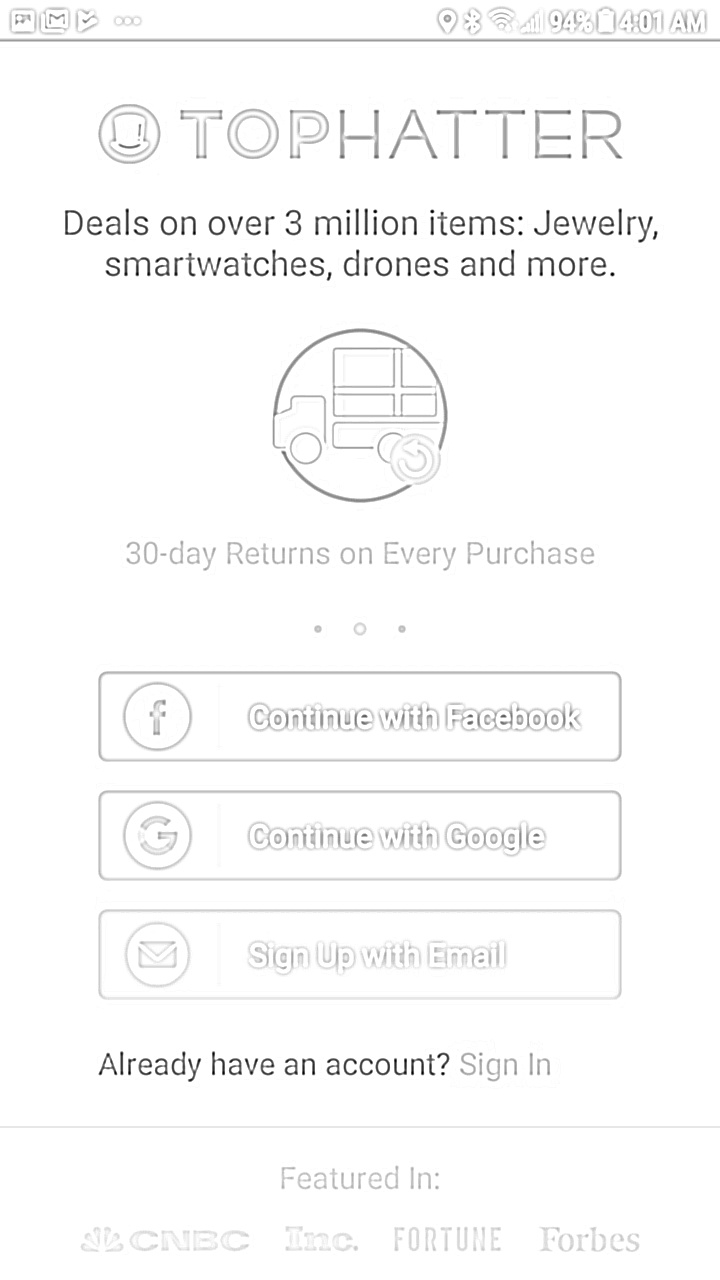 94% 4:01 AM
TOPHATTER
Deals on over 3 million items: Jewelry,
smartwatches, drones and more.
30-day Returns on Every Purchase
f Continue with Facebook
G Continue with Google
Sign Up with Email
Already have an account? Sign In
Featured In:
CNBC Inc. FORTUNE Forbes